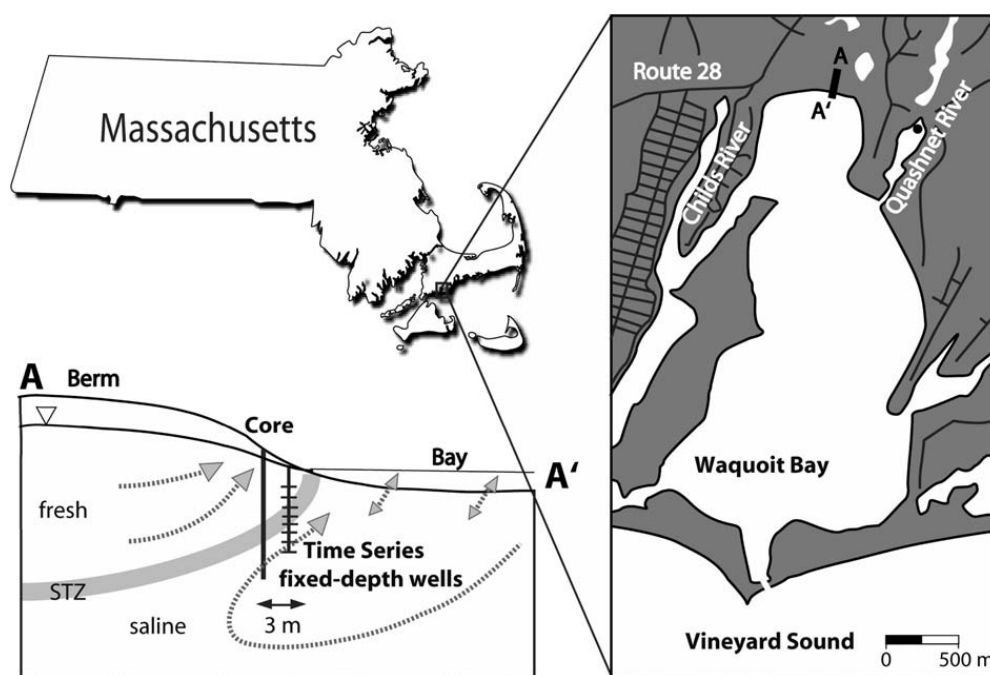 Massachusetts
Route 28
A
A'
Childs River
Quashnet River
Waquoit Bay
Vineyard Sound
0 500 m
A
Berm
Core
Bay
A'
fresh
Time Series
fixed-depth wells
STZ
saline
3 m